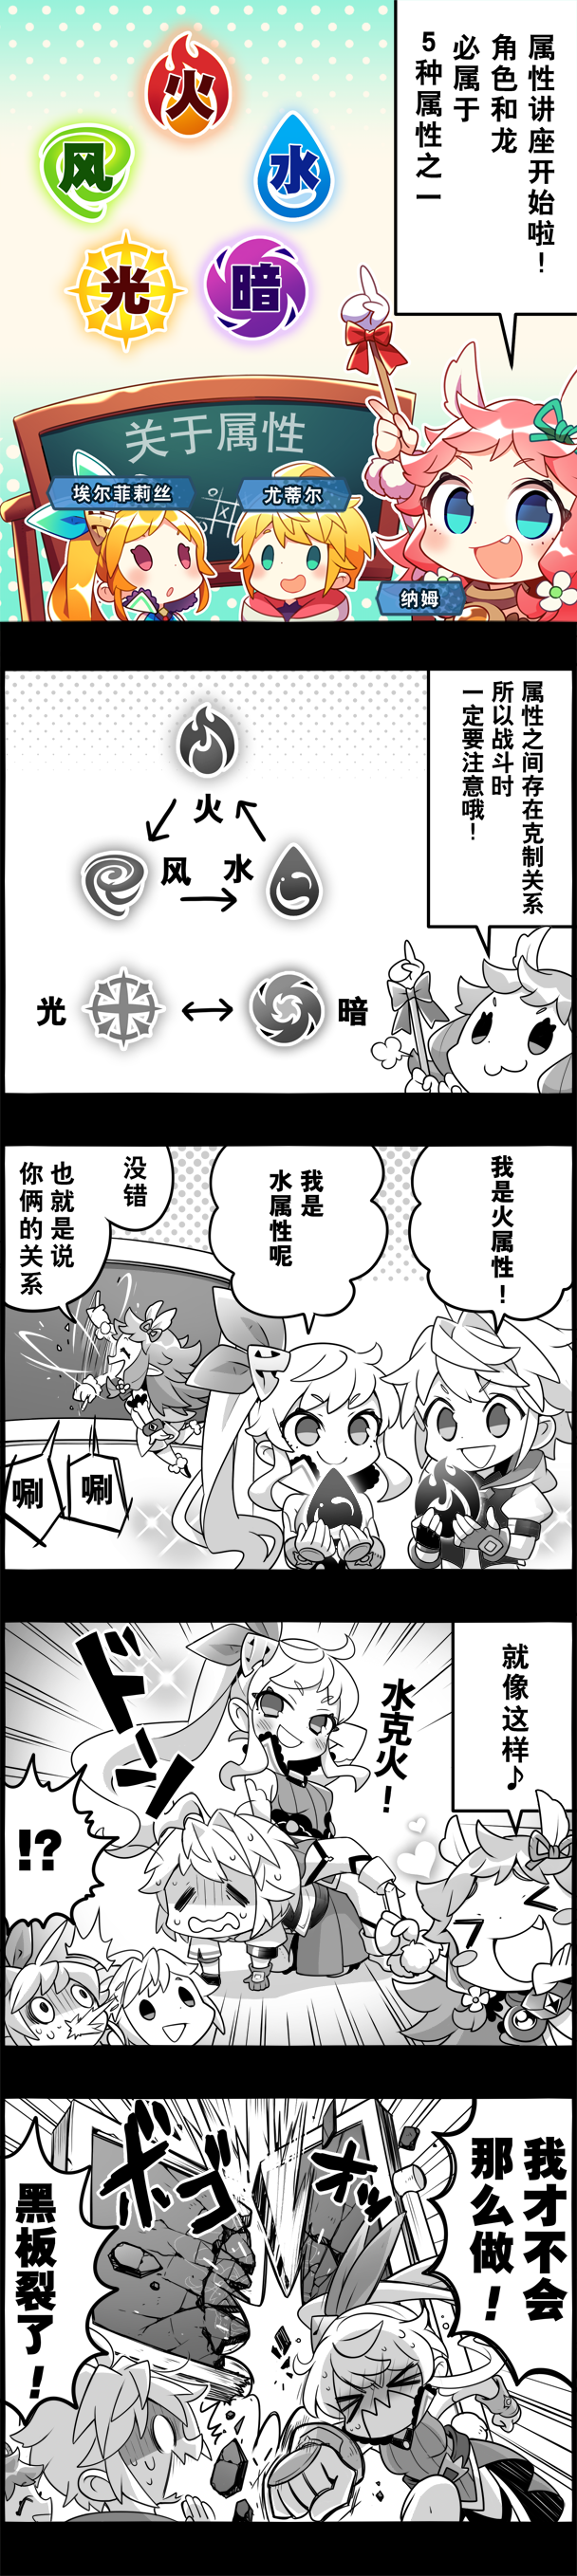 属性讲座开始啦！
角色和龙
必属于
5种属性之一
火
风
水
光
暗
关于属性
埃尔菲莉丝
尤蒂尔
纳姆
属性之间存在克制关系
所以战斗时
一定要注意哦！
火
风
水
光
暗
我是火属性！
我是
水属性呢
没错
也就是说
你俩的关系
唰
唰
就像这样♪
水克火！
ドン
!?
我才不会
那么做！
ボゴオッ
黑板裂了！